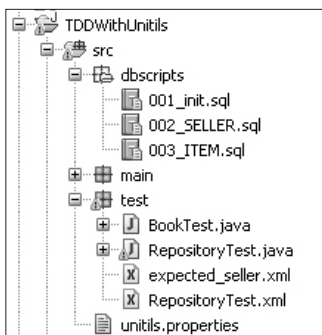 TDDWithUnitils
src
dbscripts
001_init.sql
002_SELLER.sql
003_ITEM.sql
main
test
BookTest.java
RepositoryTest.java
expected_seller.xml
RepositoryTest.xml
unitils.properties